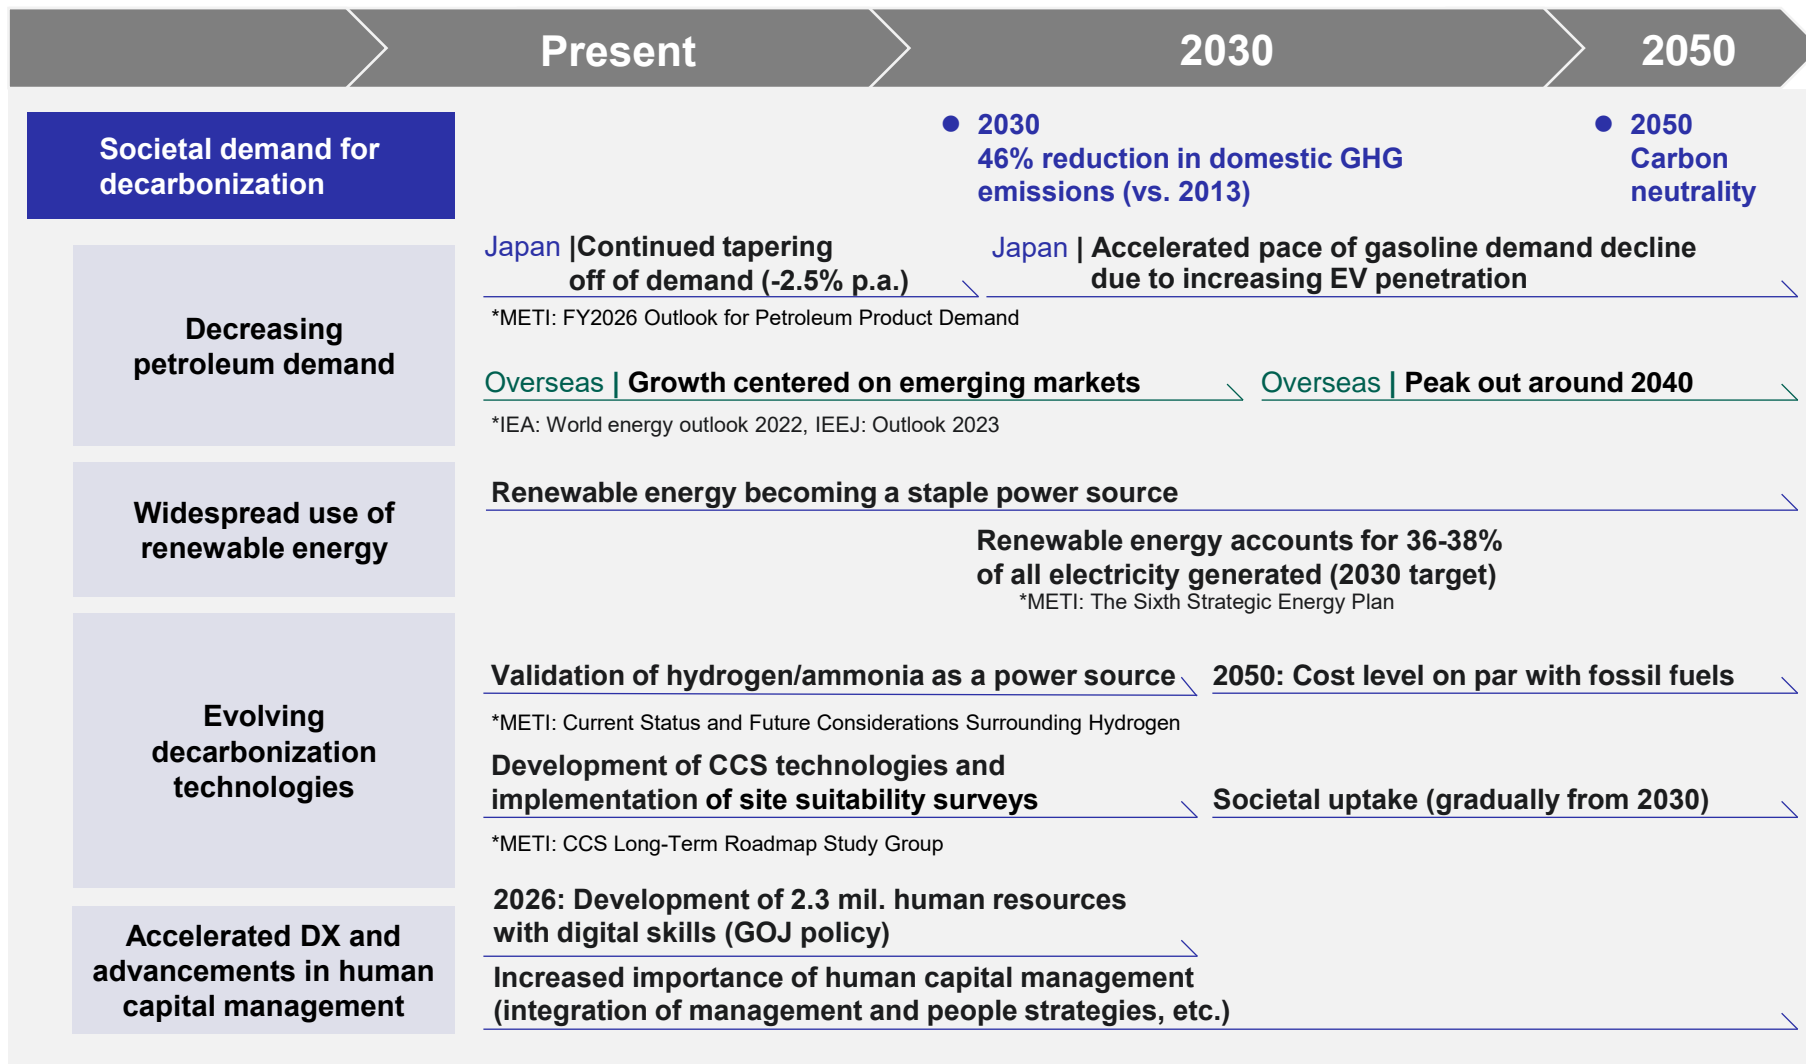 Present
2030
2050
Societal demand for
decarbonization
● 2030
46% reduction in domestic GHG
emissions (vs. 2013)
● 2050
Carbon
neutrality
Decreasing
petroleum demand
Japan |Continued tapering
off of demand (-2.5% p.a.)
Japan | Accelerated pace of gasoline demand decline
due to increasing EV penetration
*METI: FY2026 Outlook for Petroleum Product Demand
Overseas | Growth centered on emerging markets
Overseas | Peak out around 2040
*IEA: World energy outlook 2022, IEEJ: Outlook 2023
Widespread use of
renewable energy
Renewable energy becoming a staple power source
Renewable energy accounts for 36-38%
of all electricity generated (2030 target)
*METI: The Sixth Strategic Energy Plan
Evolving
decarbonization
technologies
Validation of hydrogen/ammonia as a power source
2050: Cost level on par with fossil fuels
*METI: Current Status and Future Considerations Surrounding Hydrogen
Development of CCS technologies and
implementation of site suitability surveys
Societal uptake (gradually from 2030)
*METI: CCS Long-Term Roadmap Study Group
Accelerated DX and
advancements in human
capital management
2026: Development of 2.3 mil. human resources
with digital skills (GOJ policy)
Increased importance of human capital management
(integration of management and people strategies, etc.)